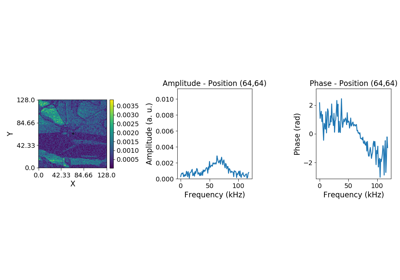 Amplitude - Position (64,64)
Phase - Position (64,64)
128.0
84.66
42.33
0.0
Y
0.0 42.33 84.66 128.0
X
0.0035
0.0030
0.0025
0.0020
0.0015
0.0010
0.0005
Amplitude (a. u.)
0.010
0.008
0.006
0.004
0.002
0.000
0 50 100
Frequency (kHz)
Phase (rad)
2
0
−2
0 100
Frequency (kHz)